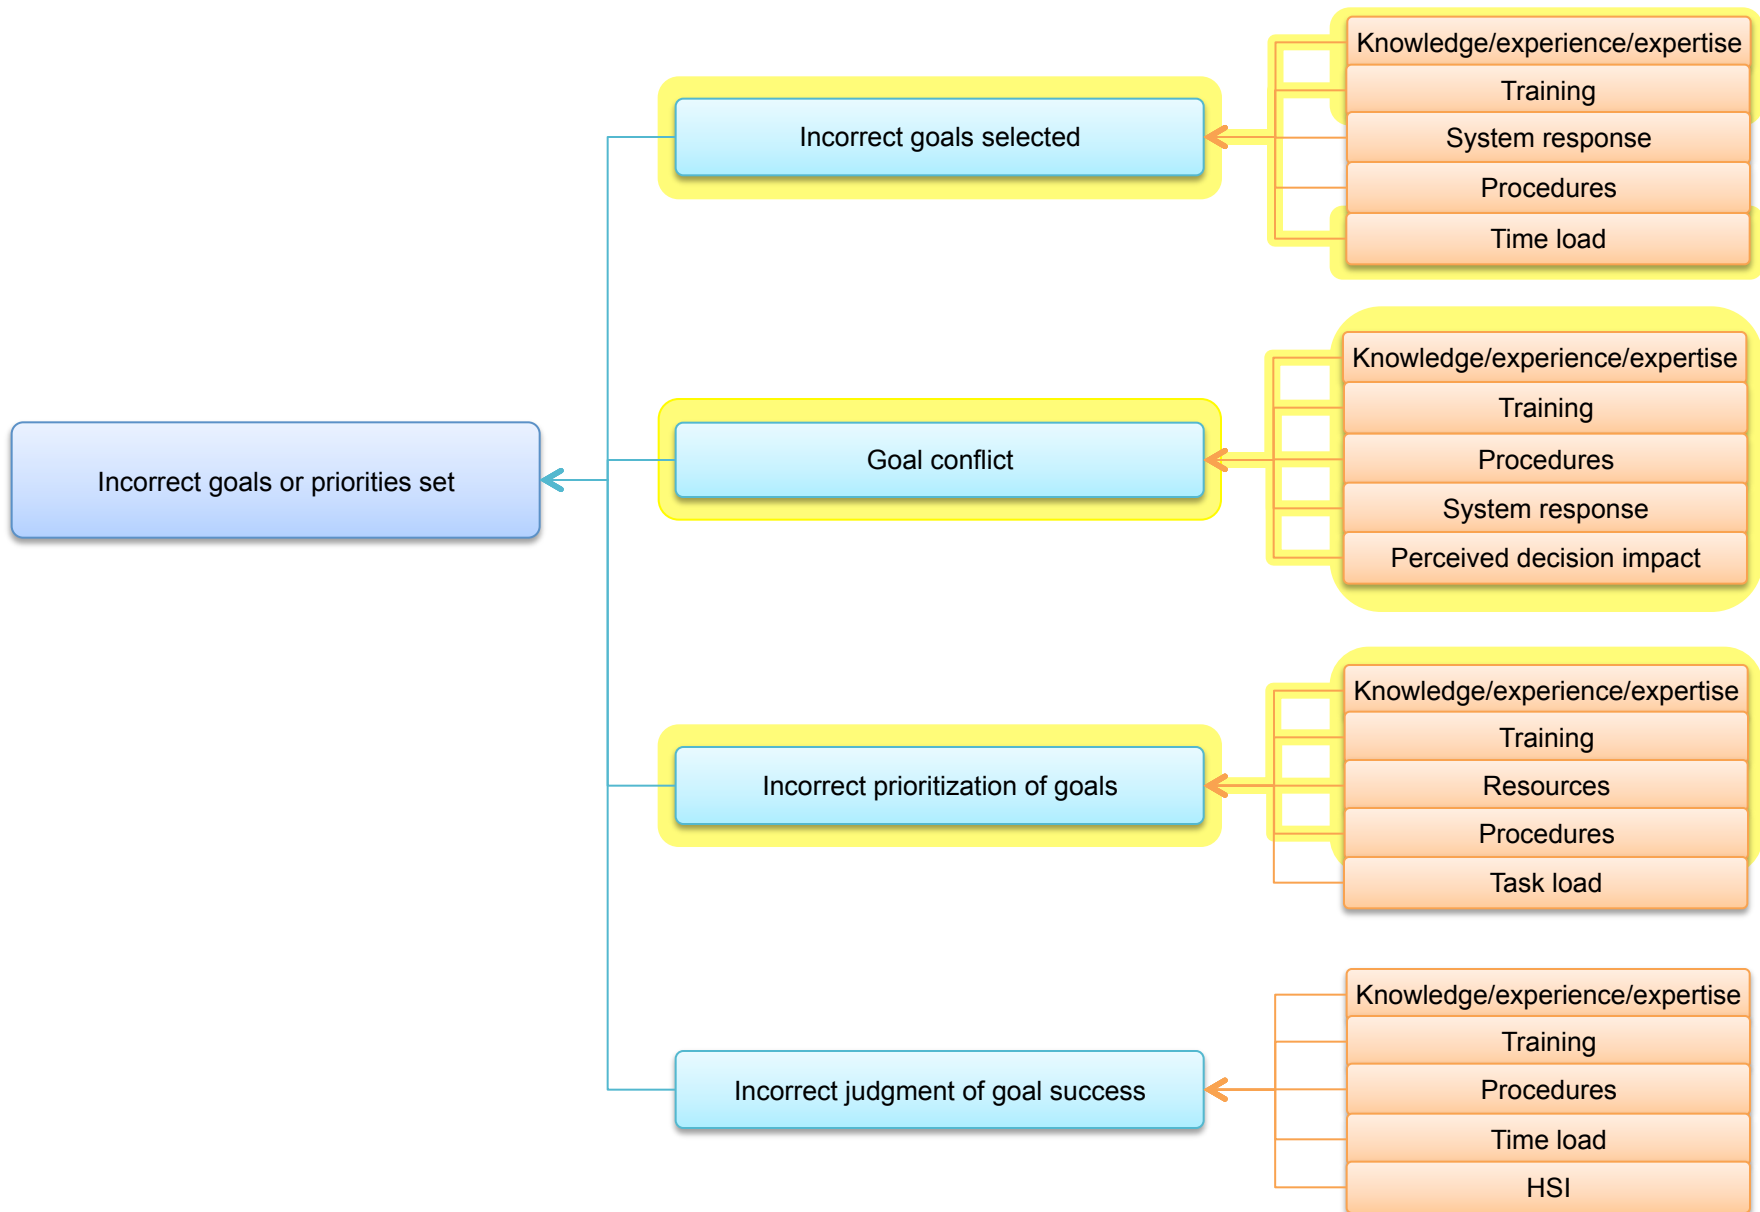 Incorrect goals or priorities set
Incorrect goals selected
Knowledge/experience/expertise
Training
System response
Procedures
Time load
Goal conflict
Knowledge/experience/expertise
Training
Procedures
System response
Perceived decision impact
Incorrect prioritization of goals
Knowledge/experience/expertise
Training
Resources
Procedures
Task load
Incorrect judgment of goal success
Knowledge/experience/expertise
Training
Procedures
Time load
HSI